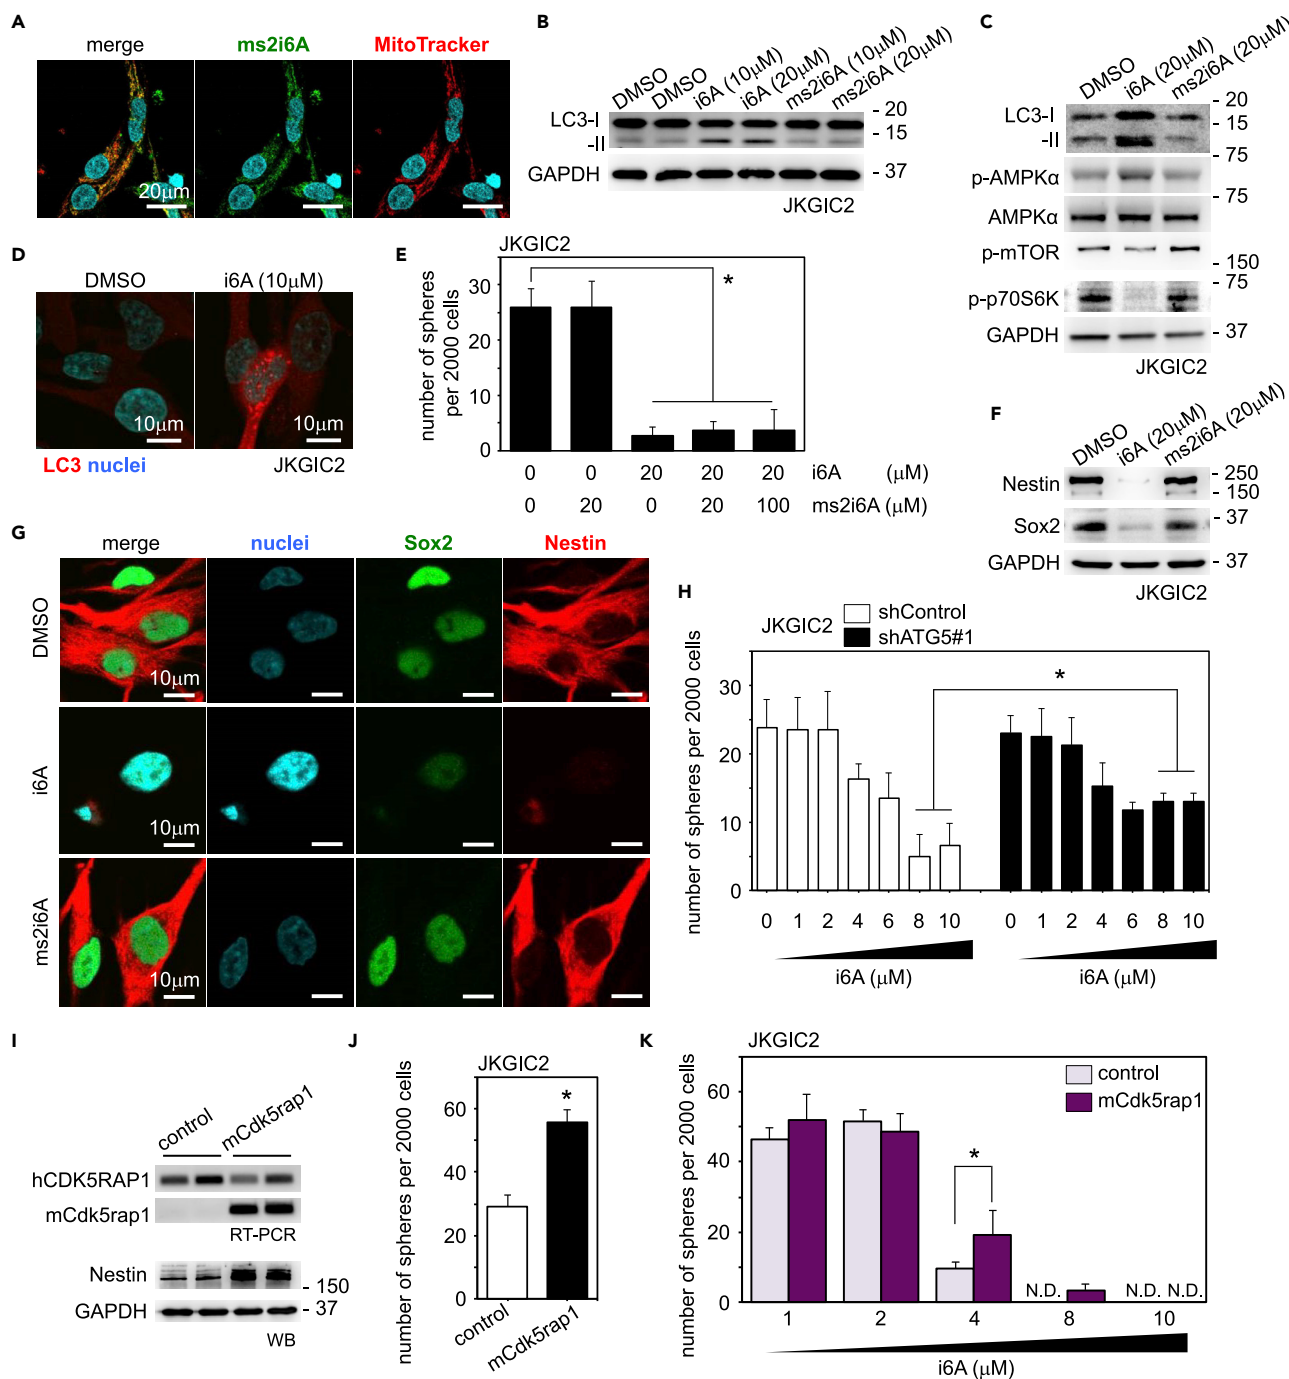 A
merge
ms2i6A
MitoTracker
20μm
B
DMSO
DMSO
i6A (10μM)
i6A (20μM)
ms2i6A (10μM)
ms2i6A (20μM)
LC3-I
-II
GAPDH
- 20
- 15
- 37
JKGIC2
C
DMSO
i6A (20μM)
ms2i6A (20μM)
LC3-I
-II
p-AMPKα
AMPKα
p-mTOR
p-p70S6K
GAPDH
- 20
- 15
- 75
- 75
- 150
- 75
- 37
JKGIC2
D
DMSO
i6A (10μM)
10μm
10μm
LC3 nuclei
JKGIC2
E
JKGIC2
number of spheres
per 2000 cells
30
20
10
0
*
0 0 20 20 20 i6A (μM)
0 20 0 20 100 ms2i6A (μM)
F
DMSO
i6A (20μM)
ms2i6A (20μM)
Nestin
Sox2
GAPDH
- 250
- 150
- 37
- 37
JKGIC2
G
merge
nuclei
Sox2
Nestin
DMSO
10μm
i6A
10μm
ms2i6A
10μm
H
JKGIC2
shControl
shATG5#1
number of spheres per 2000 cells
30
20
10
0
*
0 1 2 4 6 8 10 0 1 2 4 6 8 10
i6A (μM) i6A (μM)
I
control
mCdk5rap1
hCDK5RAP1
mCdk5rap1
RT-PCR
Nestin
GAPDH
- 150
- 37
WB
J
JKGIC2
number of spheres per 2000 cells
60
40
20
0
*
control
mCdk5rap1
K
JKGIC2
control
mCdk5rap1
number of spheres per 2000 cells
60
40
20
0
*
N.D.
N.D. N.D.
1 2 4 8 10
i6A (μM)